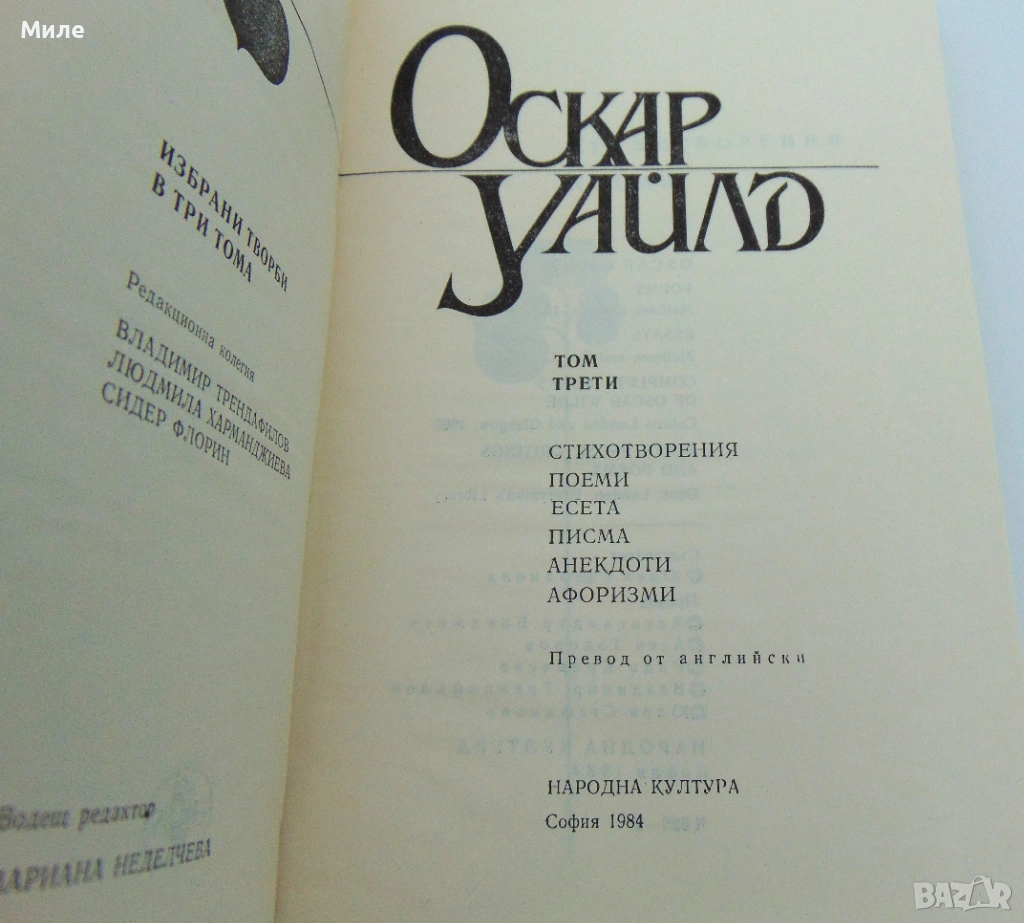 Миле
ИЗБРАНИ ТВОРБИ
В ТРИ ТОМА
Редакционна колегия
ВЛАДИМИР ТРЕНДАФИЛОВ
ЛЮДМИЛА ХАРМАНДЖИЕВА
СИДЕР ФЛОРИН
Водещ редактор
МАРИАНА НЕДЕЛЧЕВА
ОСКАР
УАЙЛД
ТОМ
ТРЕТИ
СТИХОТВОРЕНИЯ
ПОЕМИ
ЕСЕТА
ПИСМА
АНЕКДОТИ
АФОРИЗМИ
Превод от английски
НАРОДНА КУЛТУРА
София 1984
BAZAR